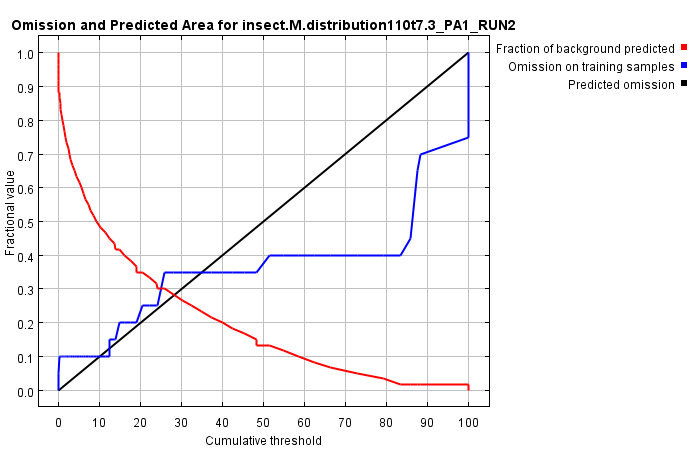 Omission and Predicted Area for insect.M.distribution110t7.3_PA1_RUN2
Fraction of background predicted
Omission on training samples
Predicted omission
Fractional value
1.0
0.9
0.8
0.7
0.6
0.5
0.4
0.3
0.2
0.1
0.0
0 10 20 30 40 50 60 70 80 90 100
Cumulative threshold